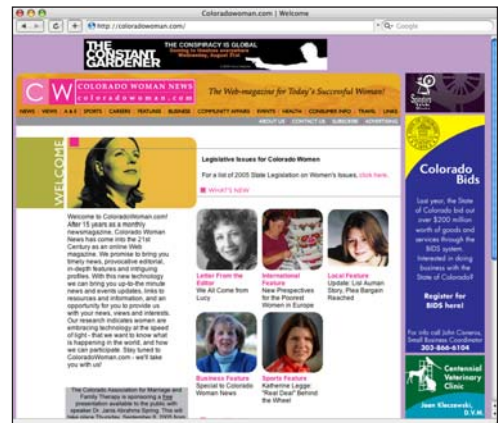 Coloradowoman.com | Welcome
http://coloradowoman.com/
Google
THE CONSTANT GARDENER
THE CONSPIRACY IS GLOBAL
Coming to theaters everywhere
Wednesday, August 31st
CW
COLORADO WOMAN NEWS
coloradowoman.com
The Web-magazine for Today's Successful Woman!
NEWS | NEWS | A & E | SPORTS | CAREERS | FEATURES | BUSINESS | COMMUNITY AFFAIRS | EVENTS | HEALTH | CONSUMER INFO | TRAVEL | LINKS
ABOUT US | CONTACT US | SUBSCRIBE | ADVERTISING
WELCOME
Legislative Issues for Colorado Women
For a list of 2005 State Legislation on Women's Issues, click here.
WHAT'S NEW
Welcome to ColoradoWoman.com!
After 15 years as a monthly
newsmagazine, Colorado Woman
News has come into the 21st
Century as an online Web
magazine. We promise to bring you
timely news, provocative editorial,
in-depth features and intriguing
profiles. With this new technology
we can bring you up-to-the minute
news and events updates, links to
resources and information, and an
opportunity for you to provide us
with your news, views and interests.
Our research indicates women are
embracing technology at the speed
of light - that we want to know what
is happening in the world, and how
we can participate. Stay tuned to
ColoradoWoman.com - we'll take
you with us!
The Colorado Association for Marriage and
Family Therapy is sponsoring a free
presentation available to the public with
speaker Dr. Janis Abrahms Spring. This will
Letter From the
Editor
We All Come from
Lucy
International
Feature
New Prespectives
for the Poorest
Women in Europe
Local Feature
Update: Lisl Auman
Story, Plea Bargain
Reached
Business Feature
Special to Colorado
Woman News
Sports Feature
Katherine Legge:
"Real Deal" Behind
the Wheel
Colorado
Bids
Last year, the State
of Colorado bid out
over $200 million
worth of goods and
services through the
BIDS system.
Interested in doing
business with the
State of Colorado?
Register for
BIDS here!
For info call John
Small Business Coordinator
303-866-6104
Centennial
Veterinary
Clinic
Joan Kleczewski,
D.V.M.